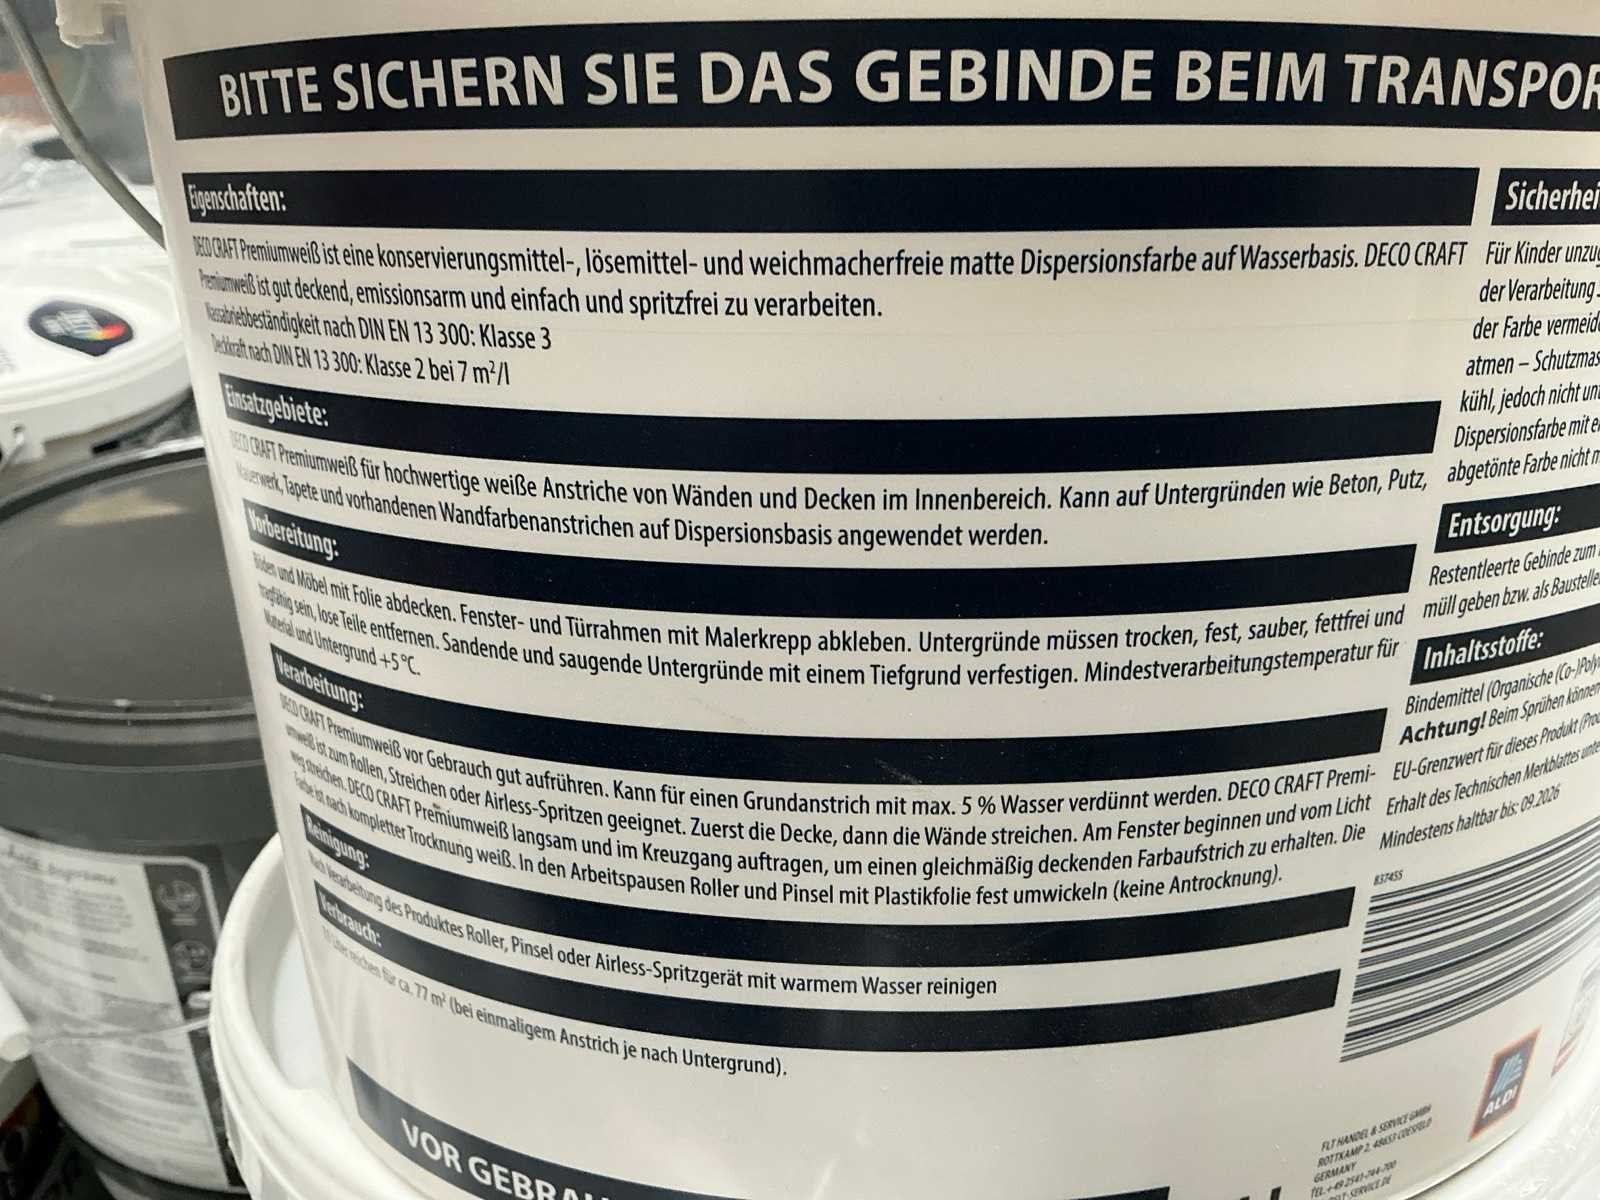 BITTE SICHERN SIE DAS GEBINDE BEIM TRANSPOR
Eigenschaften:
DECO CRAFT Premiumweiß ist eine konservierungsmittel-, lösemittel- und weichmacherfreie matte Dispersionsfarbe auf Wasserbasis. DECO CRAFT
Premiumweiß ist gut deckend, emissionsarm und einfach und spritzfrei zu verarbeiten.
Nassabriebbeständigkeit nach DIN EN 13 300: Klasse 3
Deckkraft nach DIN EN 13 300: Klasse 2 bei 7 m²/l
Einsatzgebiete:
DECO CRAFT Premiumweiß für hochwertige weiße Anstriche von Wänden und Decken im Innenbereich. Kann auf Untergründen wie Beton, Putz,
Mauerwerk, Tapete und vorhandenen Wandfarbenanstrichen auf Dispersionsbasis angewendet werden.
Vorbereitung:
Böden und Möbel mit Folie abdecken. Fenster- und Türrahmen mit Malerkrepp abkleben. Untergründe müssen trocken, fest, sauber, fettfrei und
tragfähig sein, lose Teile entfernen. Sandende und saugende Untergründe mit einem Tiefgrund verfestigen. Mindestverarbeitungstemperatur für
Material und Untergrund +5 °C.
Verarbeitung:
DECO CRAFT Premiumweiß vor Gebrauch gut aufrühren. Kann für einen Grundanstrich mit max. 5 % Wasser verdünnt werden. DECO CRAFT Premi-
umweiß ist zum Rollen, Streichen oder Airless-Spritzen geeignet. Zuerst die Decke, dann die Wände streichen. Am Fenster beginnen und vom Licht
weg streichen. DECO CRAFT Premiumweiß langsam und im Kreuzgang auftragen, um einen gleichmäßig deckenden Farbaufstrich zu erhalten. Die
Farbe ist nach kompletter Trocknung weiß. In den Arbeitspausen Roller und Pinsel mit Plastikfolie fest umwickeln (keine Antrocknung).
Reinigung:
Nach Verarbeitung des Produktes Roller, Pinsel oder Airless-Spritzgerät mit warmem Wasser reinigen
Verbrauch:
11 Liter reichen für ca. 77 m² (bei einmaligem Anstrich je nach Untergrund).
VOR GEBRAU
Sicherhei
Für Kinder unzug
der Verarbeitung
der Farbe vermeide
atmen – Schutzmas
kühl, jedoch nicht unt
Dispersionsfarbe mit e
abgetönte Farbe nicht m
Entsorgung:
Restentleerte Gebinde zum
müll geben bzw. als Baustelle
Inhaltsstoffe:
Bindemittel (Organische (Co-)Poly
Achtung! Beim Sprühen können
EU-Grenzwert für dieses Produkt (Pro
Erhalt des Technischen Merkblattes unte
Mindestens haltbar bis: 09.2026
837455
ALDI
FLT HANDEL & SERVICE GMBH
ROTTKAMP 2, 48653 COESFELD
GERMANY
TEL.+49 2541-744-700
T-SERVICE.DE